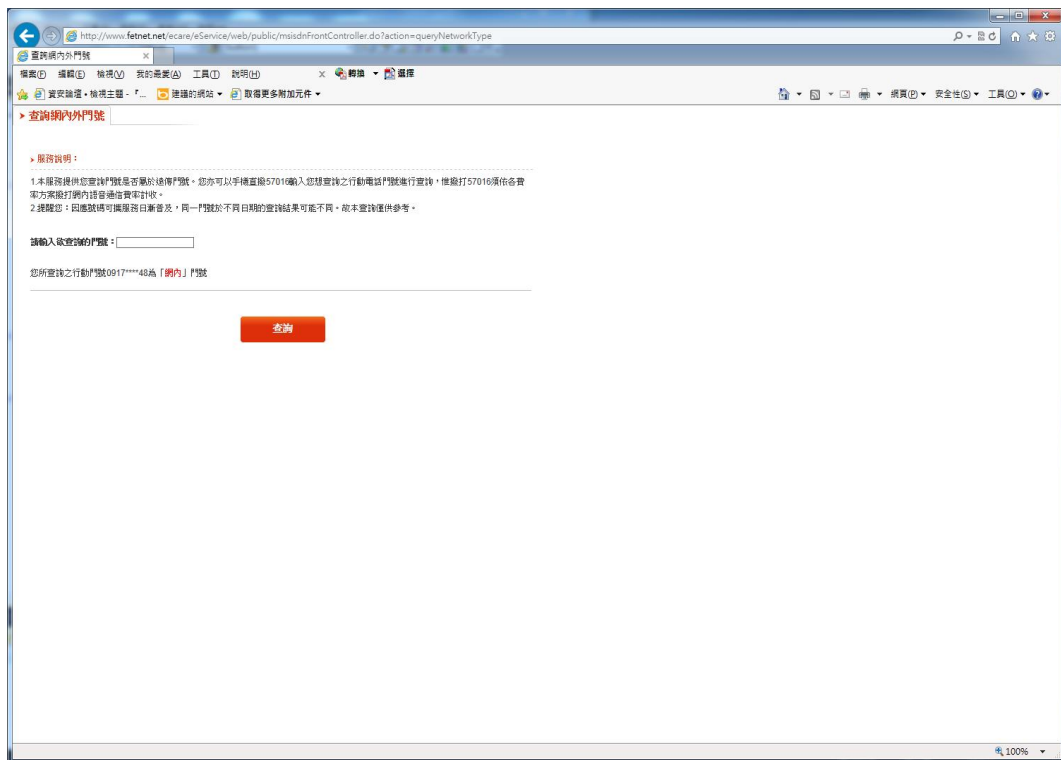 http://www.fetnet.net/ecare/eService/web/public/msisdnFrontController.do?action=queryNetworkType
查詢網內外門號
檔案(F) 編輯(E) 檢視(V) 我的最愛(A) 工具(T) 說明(H) x 轉換 選擇
資安論壇 • 檢視主題 - 『... 建議的網站 取得更多附加元件 網頁(P) 安全性(S) 工具(O)
查詢網內外門號
服務說明：
1.本服務提供您查詢門號是否屬於遠傳門號。您亦可以手機直撥57016輸入您想查詢之行動電話門號進行查詢，惟撥打57016須依各費
率方案撥打網內語音通信費率計收。
2.提醒您：因應號碼可攜服務日漸普及，同一門號於不同日期的查詢結果可能不同。故本查詢僅供參考。
請輸入欲查詢的門號：
您所查詢之行動門號0917****48為「網內」門號
查詢
100%